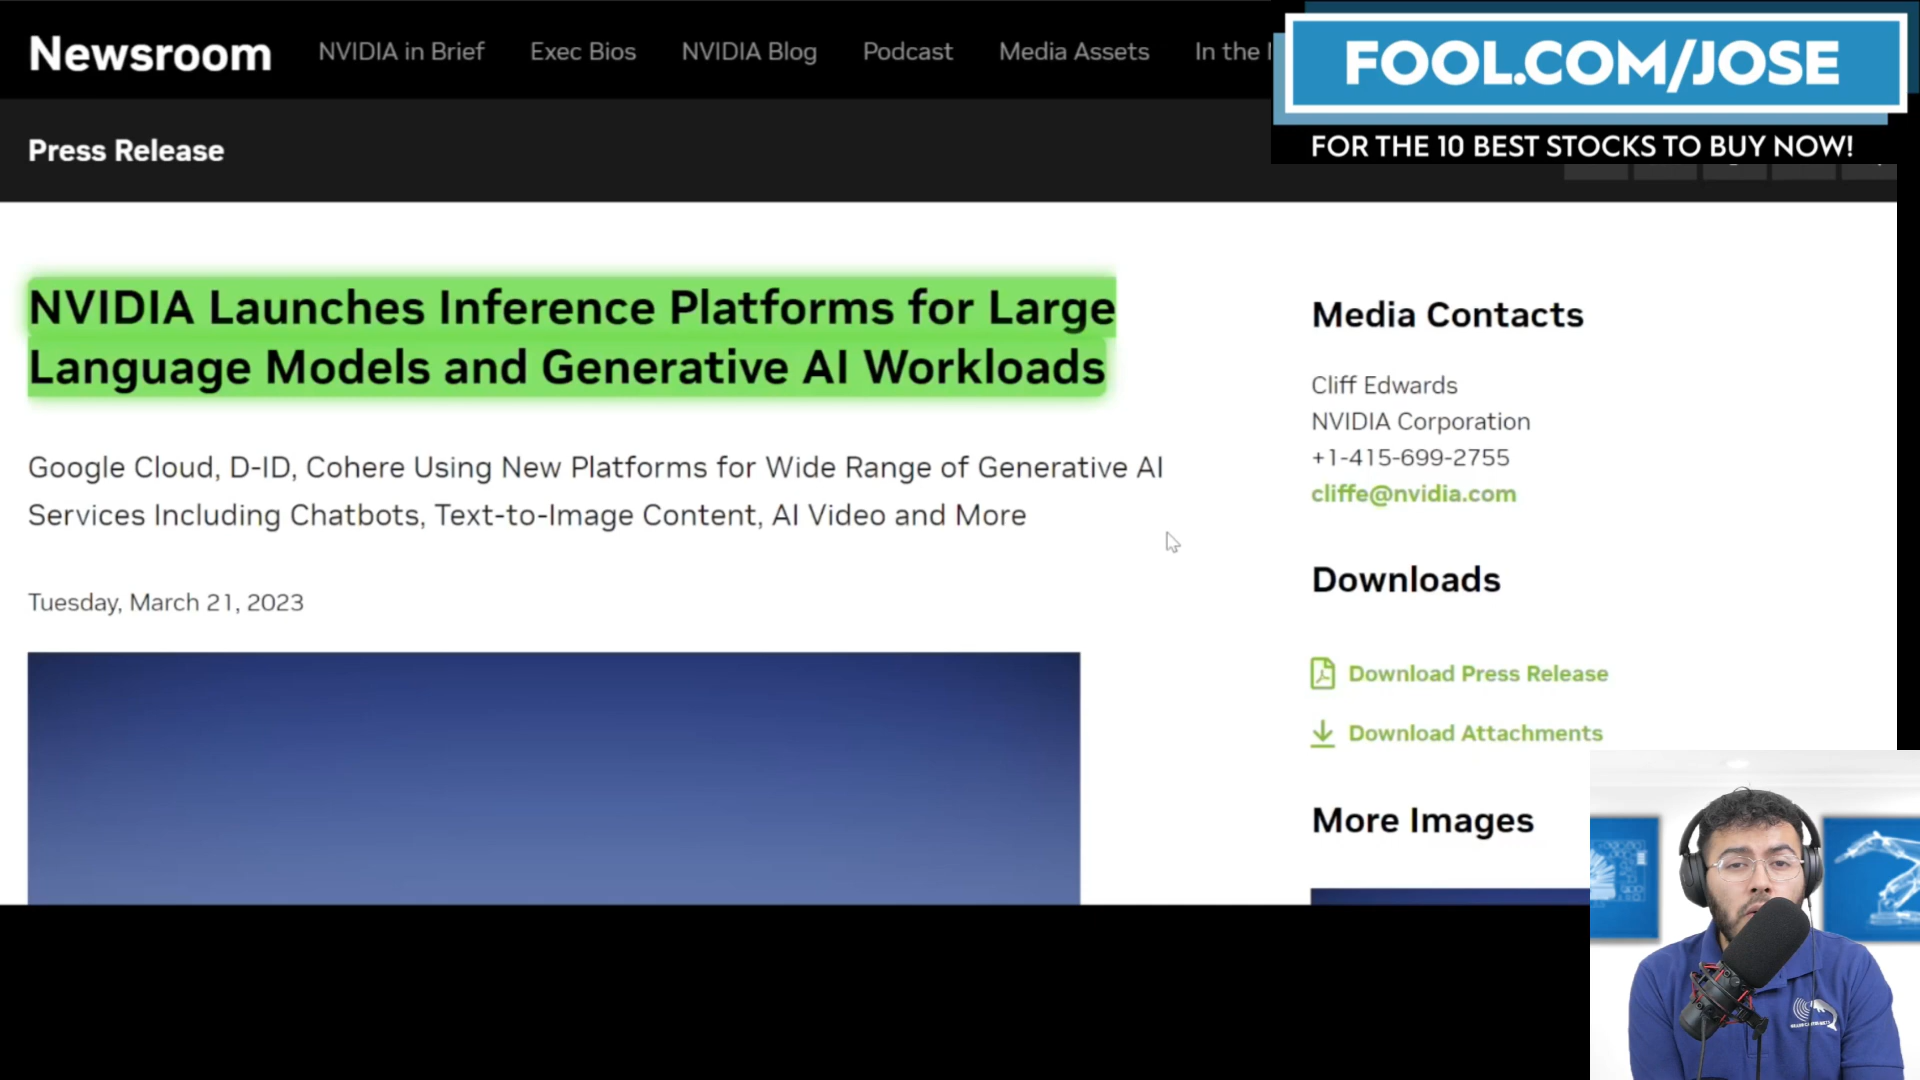 Newsroom
NVIDIA in Brief
Exec Bios
NVIDIA Blog
Podcast
Media Assets
In the
FOOL.COM/JOSE
FOR THE 10 BEST STOCKS TO BUY NOW!
Press Release
NVIDIA Launches Inference Platforms for Large
Language Models and Generative AI Workloads
Google Cloud, D-ID, Cohere Using New Platforms for Wide Range of Generative AI
Services Including Chatbots, Text-to-Image Content, AI Video and More
Tuesday, March 21, 2023
Media Contacts
Cliff Edwards
NVIDIA Corporation
+1-415-699-2755
cliffe@nvidia.com
Downloads
Download Press Release
Download Attachments
More Images